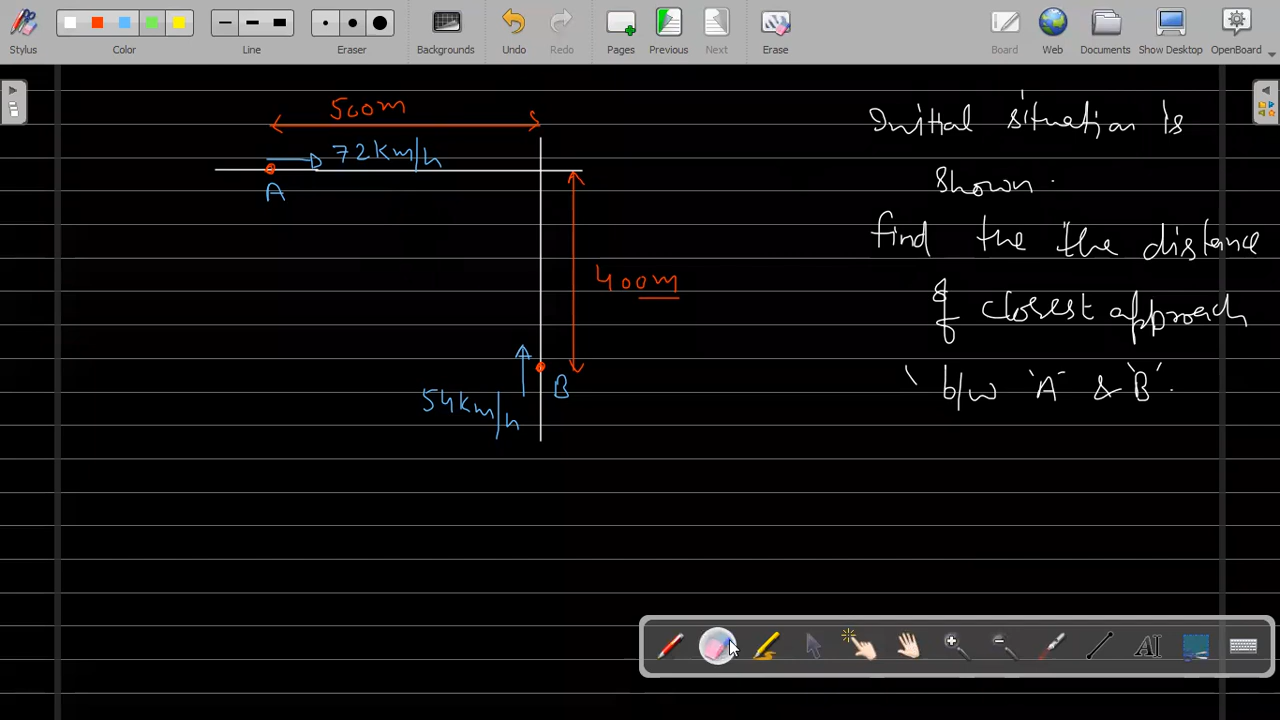 Stylus
Color
Line
Eraser
Backgrounds
Undo
Redo
Pages
Previous
Next
Erase
Board
Web
Documents
Show Desktop
OpenBoard
500m
72Km/h
A
400m
54Km/h
B
Initial situation is
shown.
find the the distance
of closest approach
b/w 'A' & 'B'.
AI